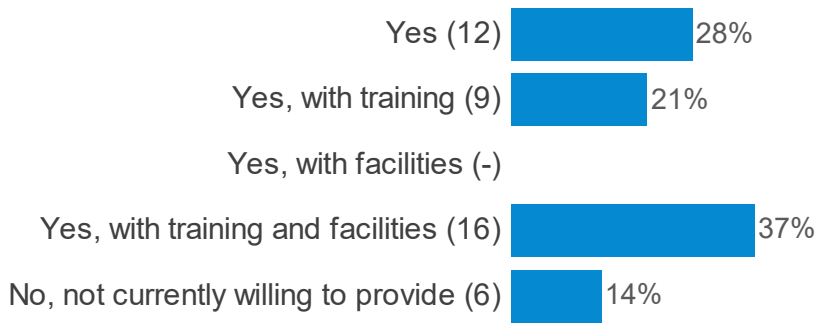 Yes (12) 28%
Yes, with training (9) 21%
Yes, with facilities (-)
Yes, with training and facilities (16) 37%
No, not currently willing to provide (6) 14%